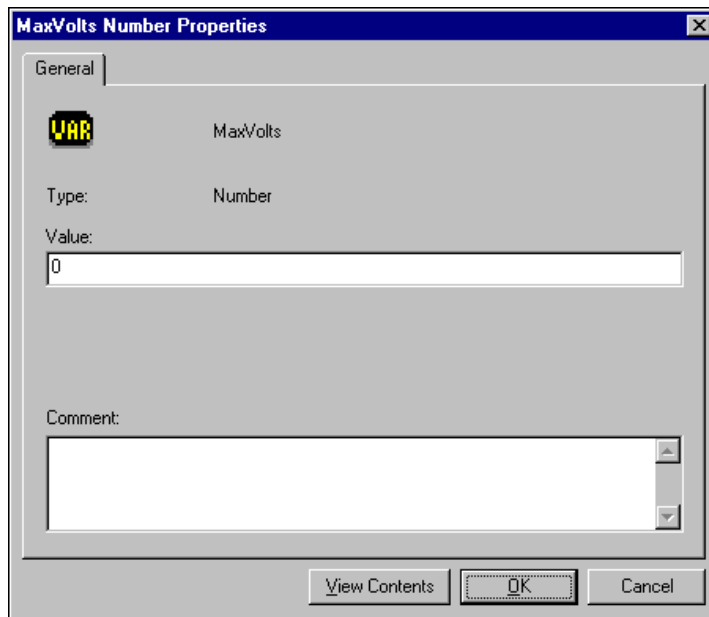 MaxVolts Number Properties
General
VAR MaxVolts
Type: Number
Value:
0
Comment:
View Contents OK Cancel